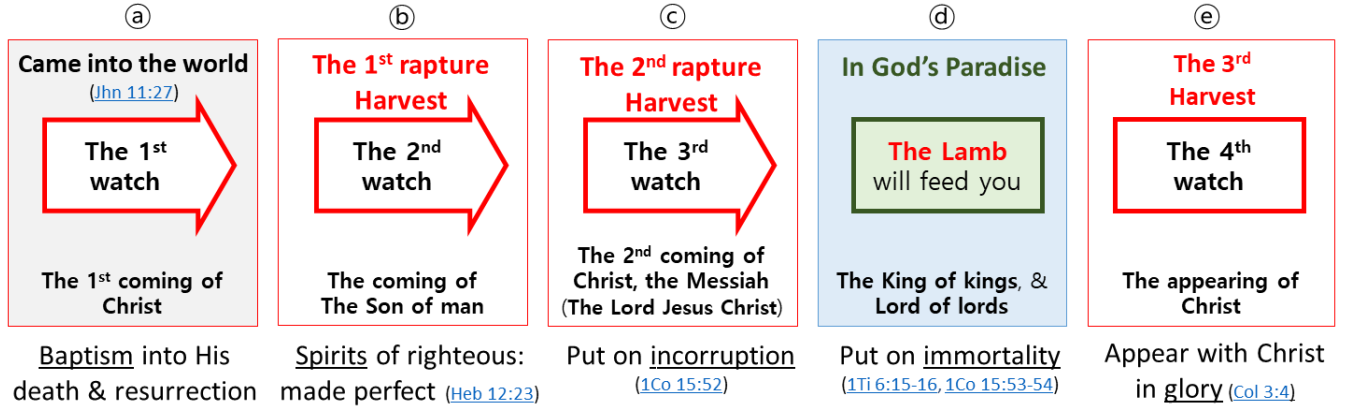 ⓐ
Came into the world
(Jhn 11:27)
The 1st
watch
The 1st coming of
Christ
Baptism into His
death & resurrection
ⓑ
The 1st rapture
Harvest
The 2nd
watch
The coming of
The Son of man
Spirits of righteous:
made perfect (Heb 12:23)
ⓒ
The 2nd rapture
Harvest
The 3rd
watch
The 2nd coming of
Christ, the Messiah
(The Lord Jesus Christ)
Put on incorruption
(1Co 15:52)
ⓓ
In God’s Paradise
The Lamb
will feed you
The King of kings, &
Lord of lords
Put on immortality
(1Ti 6:15-16, 1Co 15:53-54)
ⓔ
The 3rd
Harvest
The 4th
watch
The appearing of
Christ
Appear with Christ
in glory (Col 3:4)